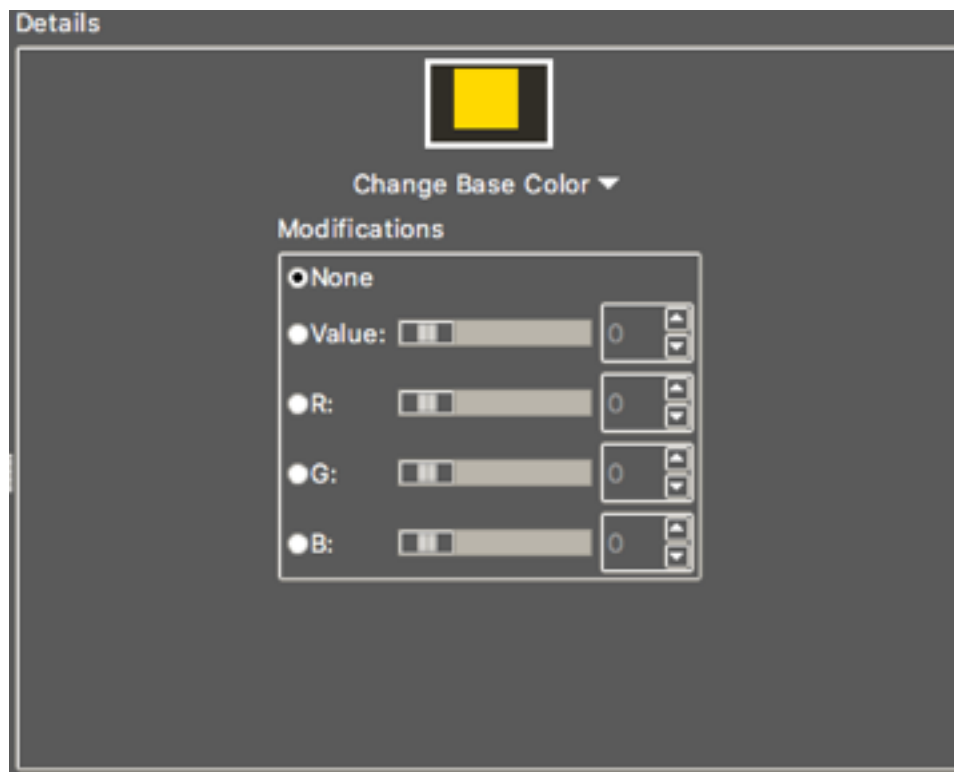 Details
Change Base Color
Modifications
None
Value: 0
R: 0
G: 0
B: 0